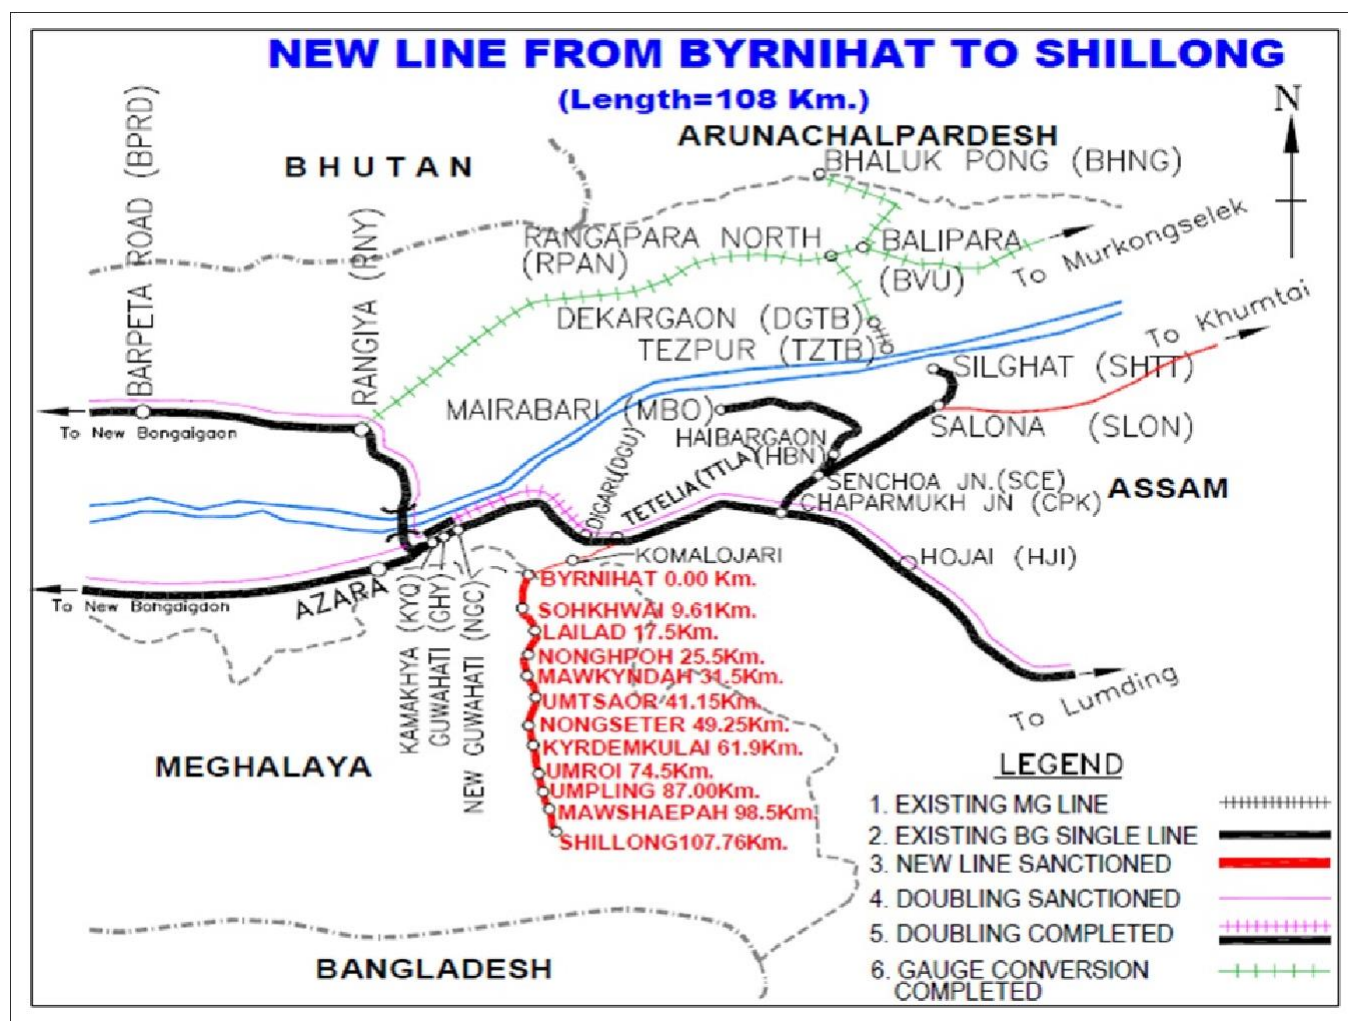 NEW LINE FROM BYRNIHAT TO SHILLONG
(Length=108 Km.)
N
ARUNACHALPARDESH
BHUTAN
BHALUK PONG (BHNG)
BARPETA ROAD (BPRD)
RANGIYA (RNY)
RANGAPARA NORTH
(RPAN)
BALIPARA
(BVU)
To Murkongselek
DEKARGAON (DGTB)
TEZPUR (TZTB)
To Khumtai
SILGHAT (SHTT)
MAIRABARI (MBO)
SALONA (SLON)
HAIBARGAON
(HBN)
To New Bongaigaon
DIGARU(DGU)
TETELIA(TTLA)
SENCHOA JN.(SCE)
CHAPARMUKH JN (CPK)
ASSAM
KOMALOJARI
HOJAI (HJI)
AZARA
To New Bongaigaon
KAMAKHYA (KYQ)
GUWAHATI (GHY)
NEW GUWAHATI (NGC)
BYRNIHAT 0.00 Km.
SOHKHWAI 9.61Km.
LAILAD 17.5Km.
NONGHPOH 25.5Km.
MAWKYNDAH 31.5Km.
UMTSAOR 41.15Km.
NONGSETER 49.25Km.
KYRDEMKULAI 61.9Km.
UMROI 74.5Km.
UMPLING 87.00Km.
MAWSHAEPAH 98.5Km.
SHILLONG107.76Km.
To Lumding
MEGHALAYA
BANGLADESH
LEGEND
1. EXISTING MG LINE
2. EXISTING BG SINGLE LINE
3. NEW LINE SANCTIONED
4. DOUBLING SANCTIONED
5. DOUBLING COMPLETED
6. GAUGE CONVERSION
COMPLETED